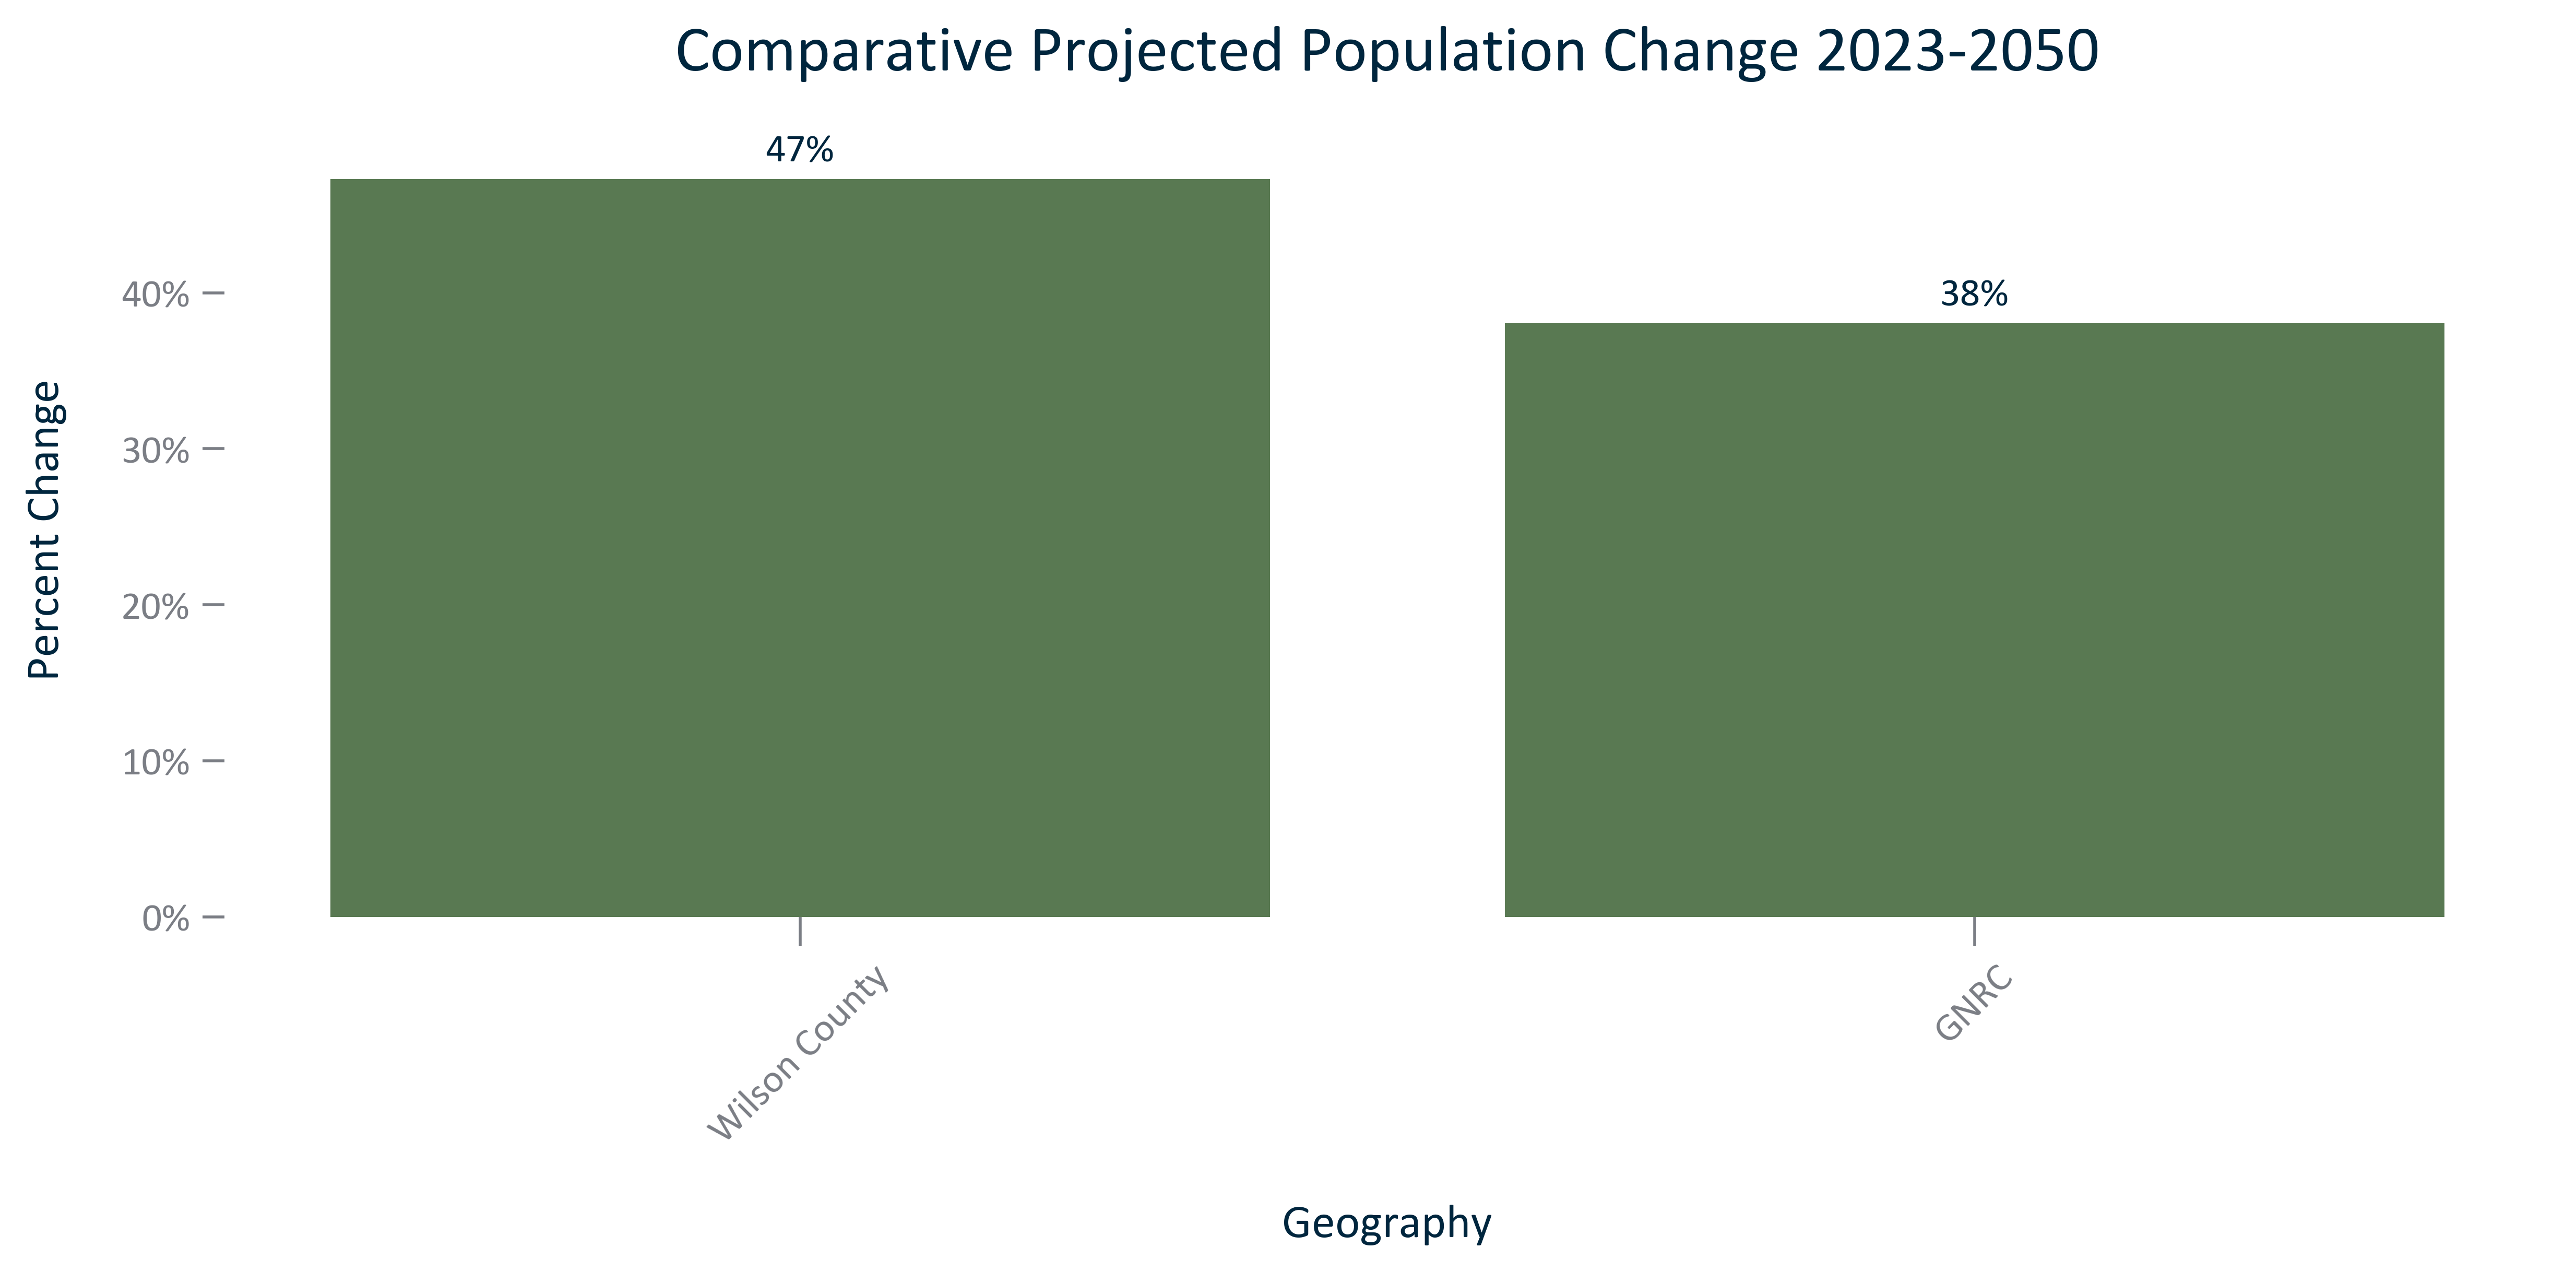 Comparative Projected Population Change 2023-2050
47%
38%
40%
30%
20%
10%
0%
Percent Change
Wilson County
GNRC
Geography